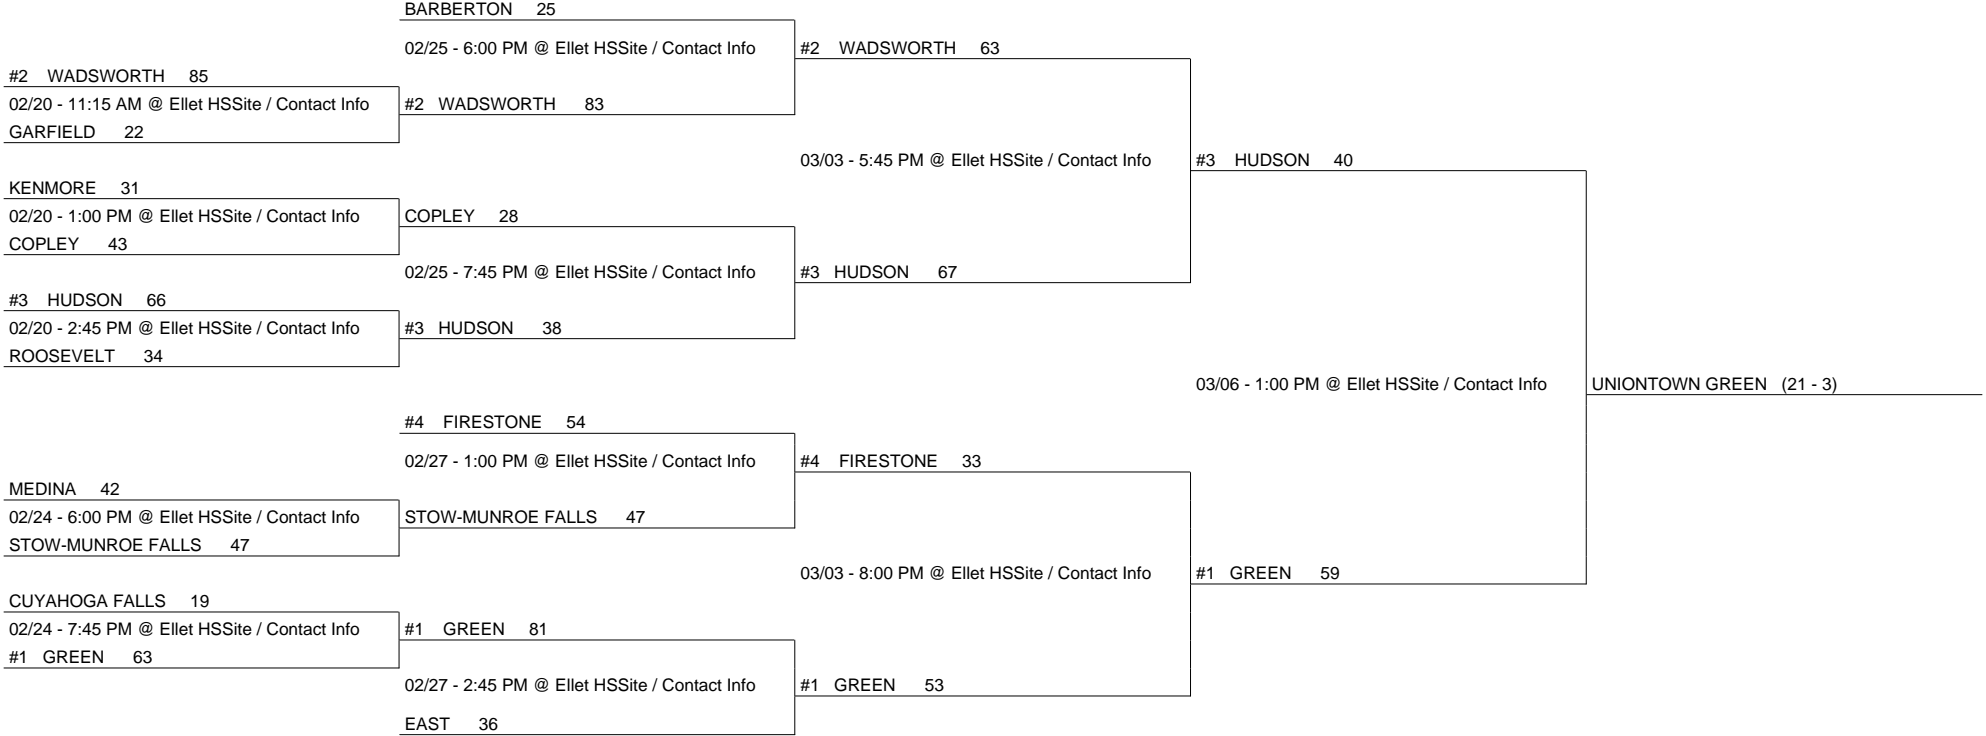 BARBERTON 25
02/25 - 6:00 PM @ Ellet HSSite / Contact Info
#2 WADSWORTH 63
#2 WADSWORTH 85
02/20 - 11:15 AM @ Ellet HSSite / Contact Info
#2 WADSWORTH 83
GARFIELD 22
03/03 - 5:45 PM @ Ellet HSSite / Contact Info
#3 HUDSON 40
KENMORE 31
02/20 - 1:00 PM @ Ellet HSSite / Contact Info
COPLEY 28
COPLEY 43
02/25 - 7:45 PM @ Ellet HSSite / Contact Info
#3 HUDSON 67
#3 HUDSON 66
02/20 - 2:45 PM @ Ellet HSSite / Contact Info
#3 HUDSON 38
ROOSEVELT 34
03/06 - 1:00 PM @ Ellet HSSite / Contact Info
UNIONTOWN GREEN (21 - 3)
#4 FIRESTONE 54
02/27 - 1:00 PM @ Ellet HSSite / Contact Info
#4 FIRESTONE 33
MEDINA 42
02/24 - 6:00 PM @ Ellet HSSite / Contact Info
STOW-MUNROE FALLS 47
STOW-MUNROE FALLS 47
03/03 - 8:00 PM @ Ellet HSSite / Contact Info
#1 GREEN 59
CUYAHOGA FALLS 19
02/24 - 7:45 PM @ Ellet HSSite / Contact Info
#1 GREEN 81
#1 GREEN 63
02/27 - 2:45 PM @ Ellet HSSite / Contact Info
#1 GREEN 53
EAST 36